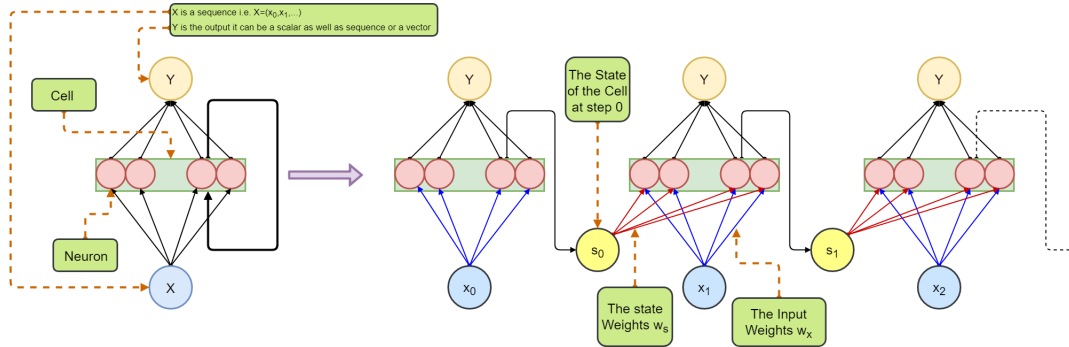 X is a sequence i.e. X=(x₀,x₁,...)
Y is the output it can be a scalar as well as sequence or a vector
Y
Cell
Neuron
X
Y
x₀
The State
of the Cell
at step 0
s₀
The state
Weights wₛ
Y
x₁
The Input
Weights wₓ
s₁
Y
x₂